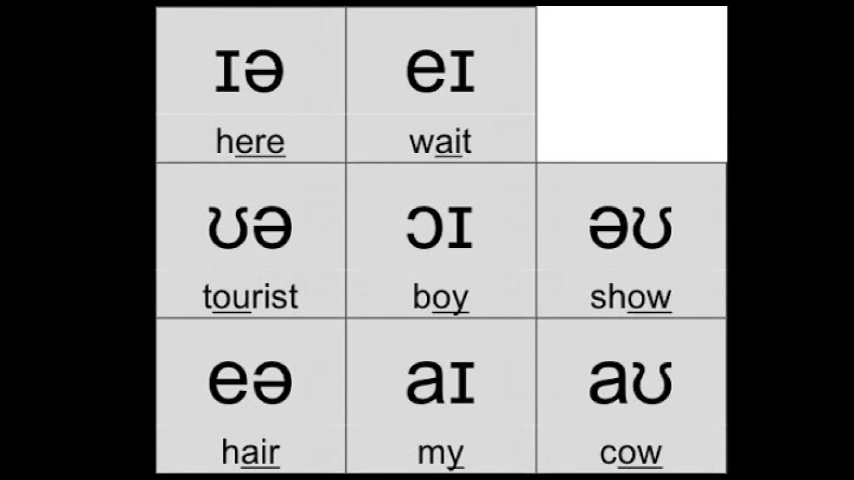 ɪə eɪ
here wait
ʊə ɔɪ əʊ
tourist boy show
eə aɪ aʊ
hair my cow